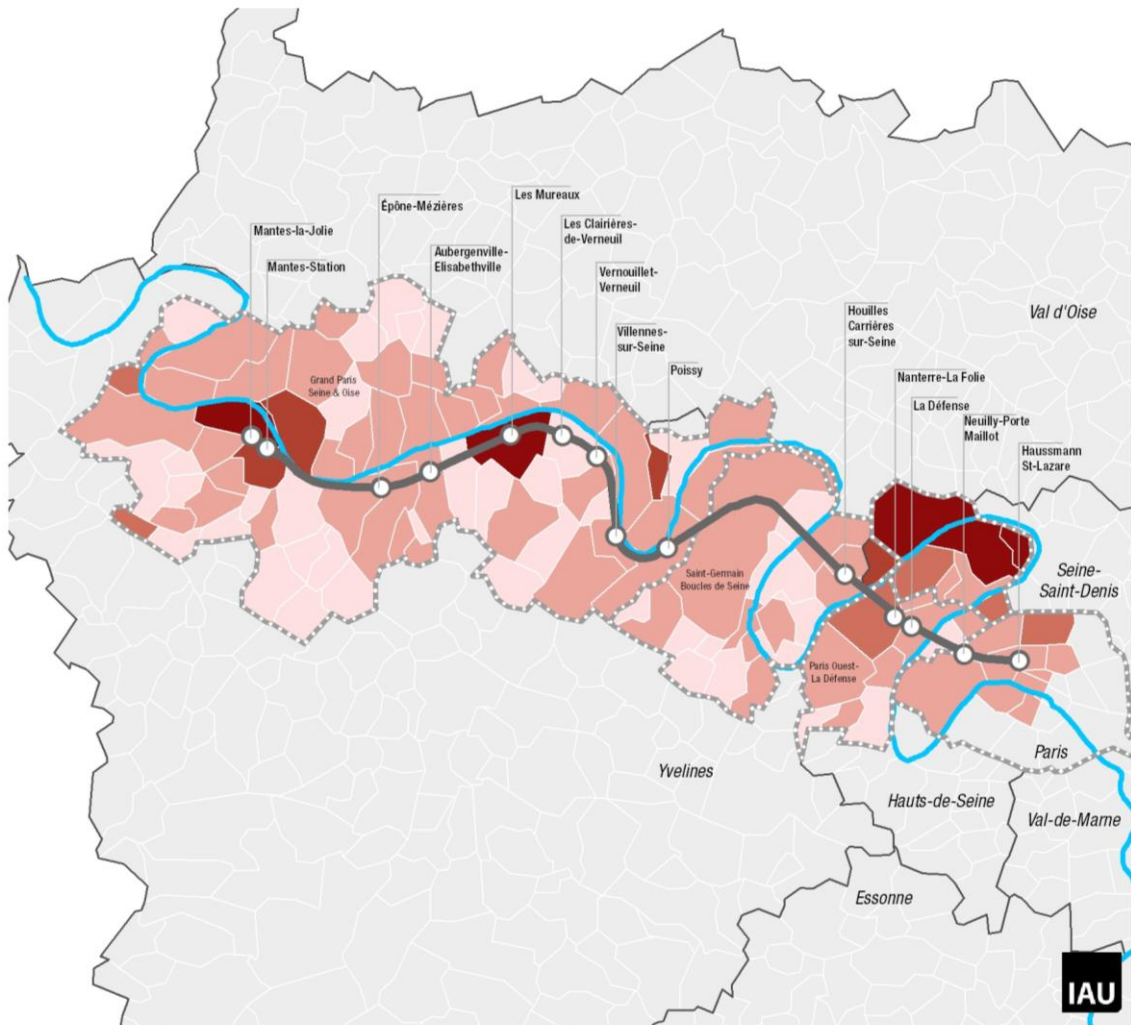 Les Mureaux
Épône-Mézières
Les Clairières-
de-Verneuil
Mantes-la-Jolie
Aubergenville-
Elisabethville
Mantes-Station
Vernouillet-
Verneuil
Houilles
Carrières
sur-Seine
Val d'Oise
Villennes-
sur-Seine
Poissy
Nanterre-La Folie
Grand Paris
Seine & Oise
La Défense
Neuilly-Porte
Maillot
Haussmann
St-Lazare
Saint-Germain
Boucles de Seine
Seine-
Saint-Denis
Paris Ouest-
La Défense
Paris
Yvelines
Hauts-de-Seine
Val-de-Marne
Essonne
IAU